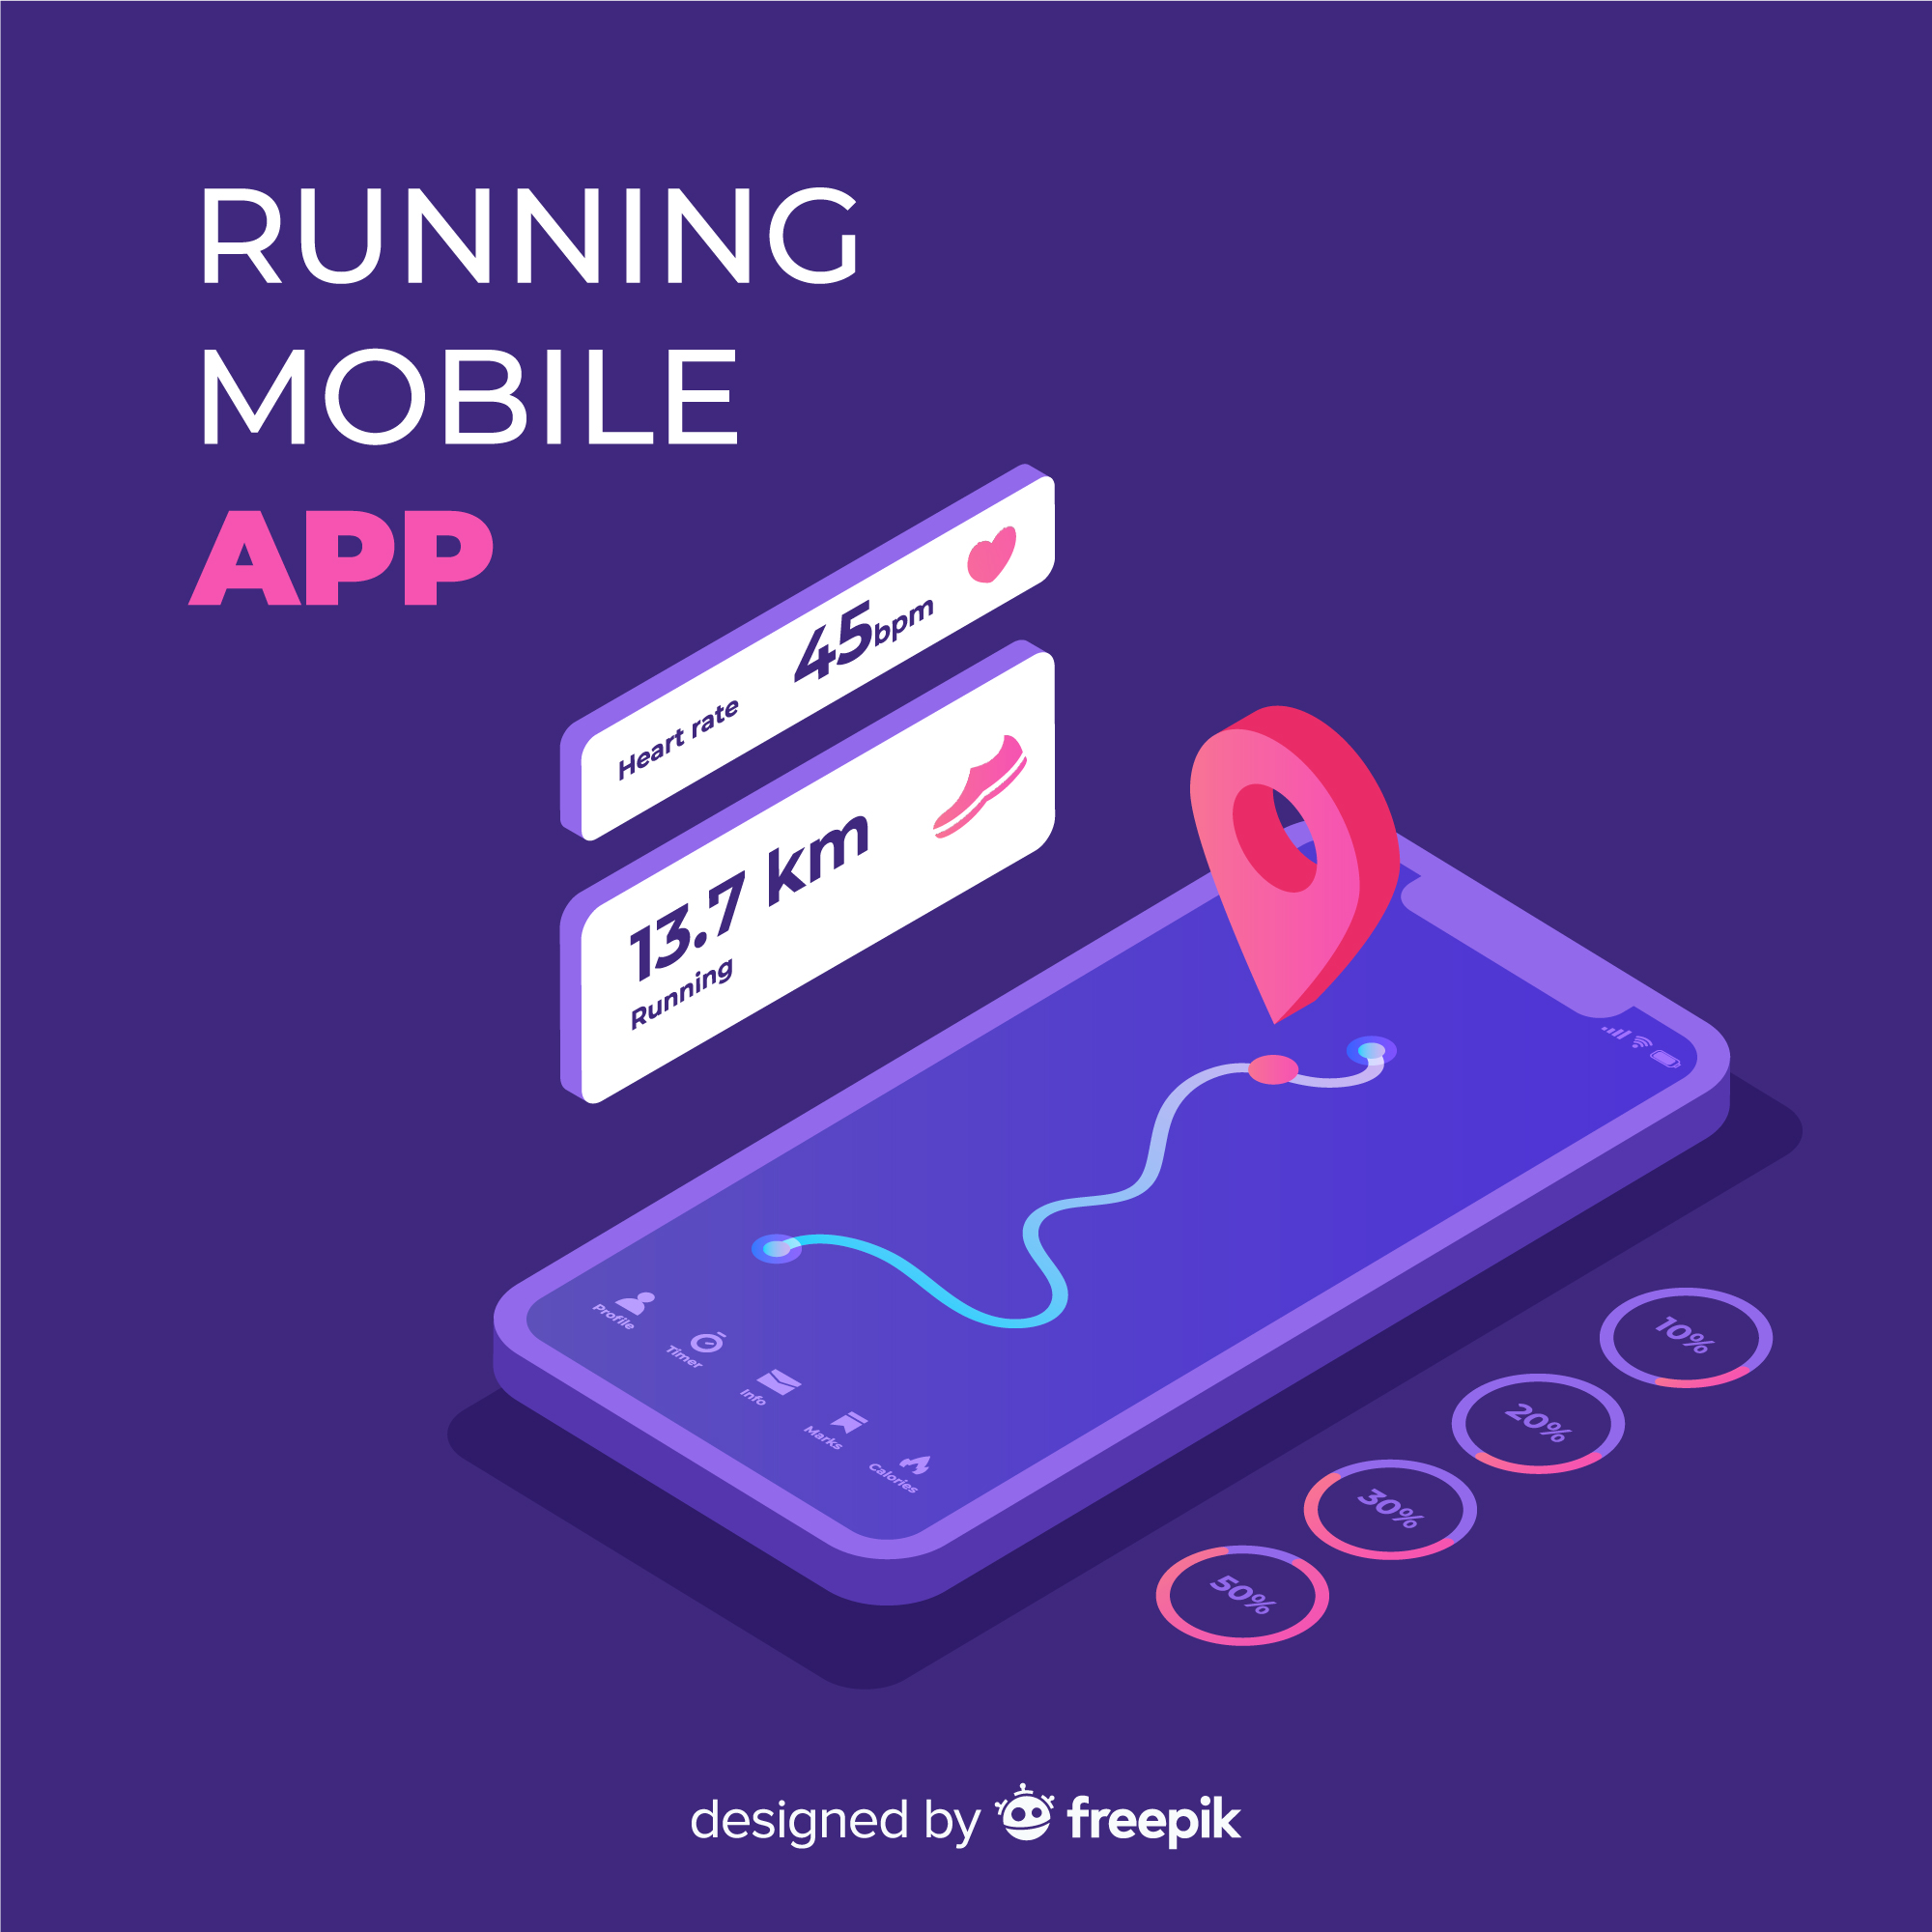 RUNNING
MOBILE
APP
Heart rate 45bpm
13.7 km
Running
Profile
Timer
Info
Marks
Calories
10%
20%
30%
50%
designed by freepik